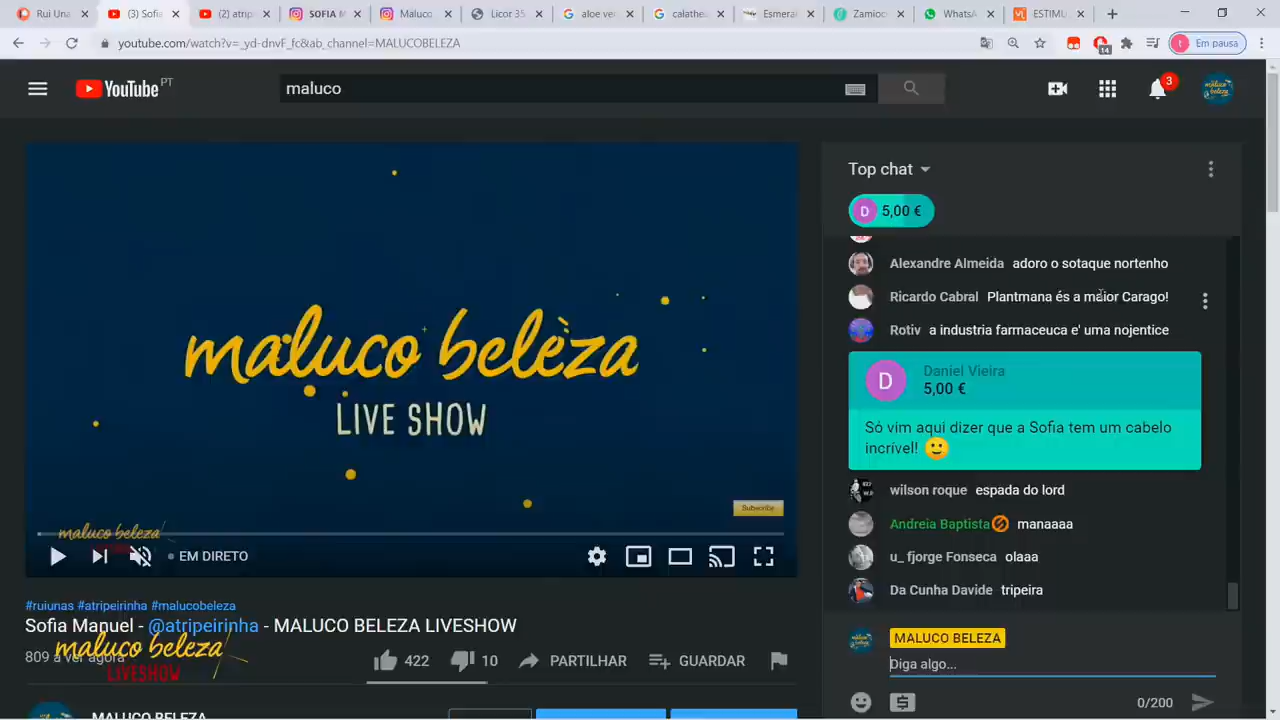 Rui Una
(3) Sofia
(2) atrip
SOFIA M
Maluco
Licor 35
aloe ve
calathe
Esmera
Zamioc
WhatsA
ESTIMU
youtube.com/watch?v=_yd-dnvF_fc&ab_channel=MALUCOBELEZA
14
t Em pausa
YouTube PT
maluco
3
maluco beleza
LIVE SHOW
Subscribe
maluco beleza
EM DIRETO
#ruiunas #atripeirinha #malucobeleza
Sofia Manuel - @atripeirinha - MALUCO BELEZA LIVESHOW
809 a ver agora
maluco beleza
LIVESHOW
422
10
PARTILHAR
GUARDAR
MALUCO BELEZA
Top chat
D 5,00 €
Alexandre Almeida adoro o sotaque nortenho
Ricardo Cabral Plantmana és a maior Carago!
Rotiv a industria farmaceuca e' uma nojentice
D
Daniel Vieira
5,00 €
Só vim aqui dizer que a Sofia tem um cabelo
incrível!
wilson roque espada do lord
Andreia Baptista manaaaa
u_ fjorge Fonseca olaaa
Da Cunha Davide tripeira
MALUCO BELEZA
Diga algo...
0/200